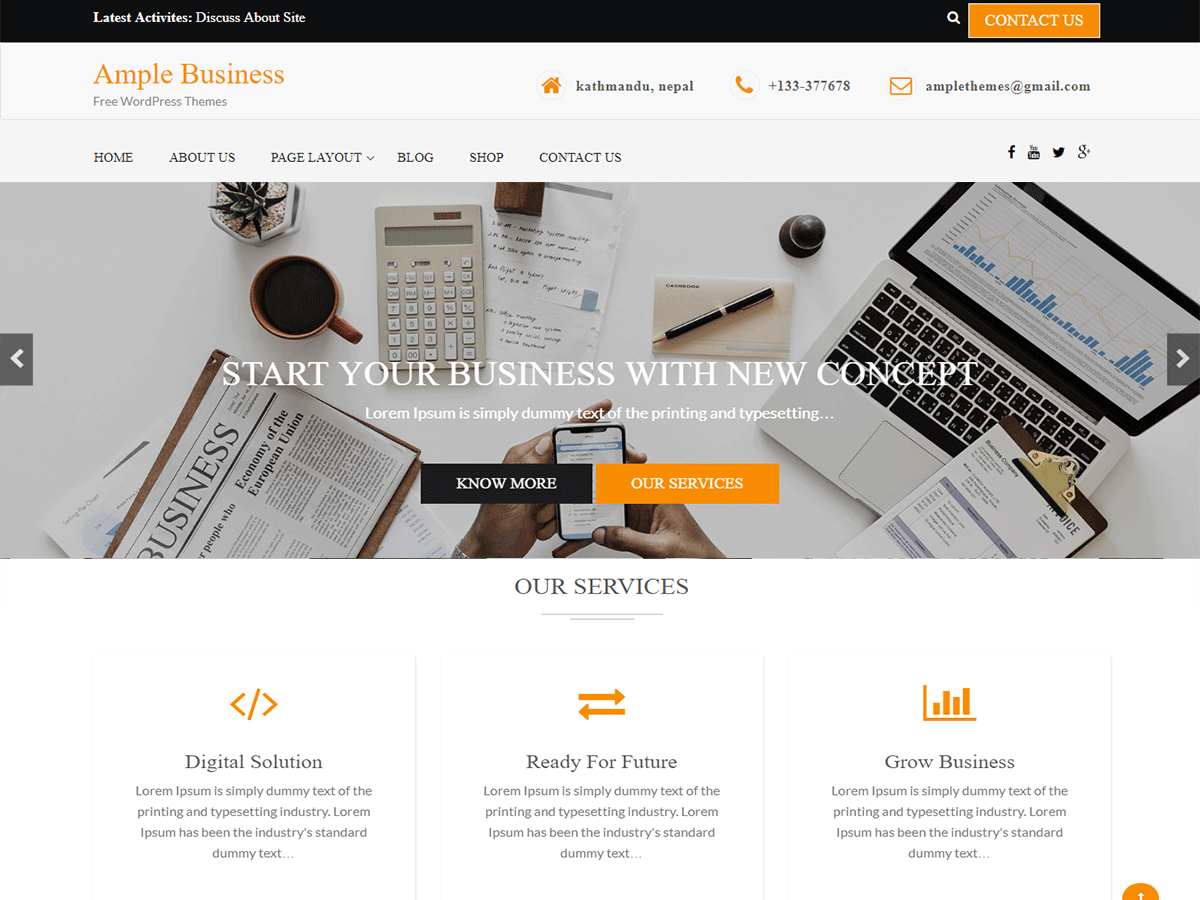 Latest Activites: Discuss About Site
CONTACT US
Ample Business
Free WordPress Themes
kathmandu, nepal
+133-377678
amplethemes@gmail.com
HOME
ABOUT US
PAGE LAYOUT
BLOG
SHOP
CONTACT US
CASHBOOK
START YOUR BUSINESS WITH NEW CONCEPT
Lorem Ipsum is simply dummy text of the printing and typesetting…
BUSINESS
Economy of the
European Union
people who
Business Company
INVOICE
KNOW MORE
OUR SERVICES
OUR SERVICES
Digital Solution
Lorem Ipsum is simply dummy text of the
printing and typesetting industry. Lorem
Ipsum has been the industry's standard
dummy text…
Ready For Future
Lorem Ipsum is simply dummy text of the
printing and typesetting industry. Lorem
Ipsum has been the industry's standard
dummy text…
Grow Business
Lorem Ipsum is simply dummy text of the
printing and typesetting industry. Lorem
Ipsum has been the industry's standard
dummy text…